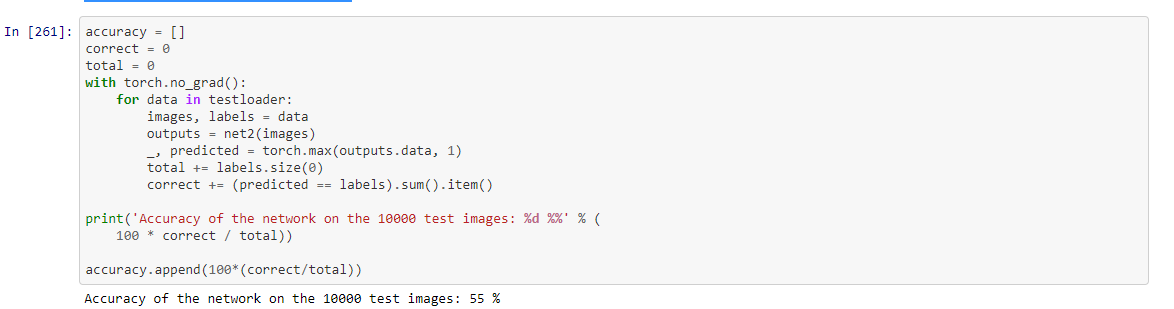 In [261]: accuracy = []
correct = 0
total = 0
with torch.no_grad():
    for data in testloader:
        images, labels = data
        outputs = net2(images)
        _, predicted = torch.max(outputs.data, 1)
        total += labels.size(0)
        correct += (predicted == labels).sum().item()
print('Accuracy of the network on the 10000 test images: %d %%' % (
    100 * correct / total))
accuracy.append(100*(correct/total))
Accuracy of the network on the 10000 test images: 55 %